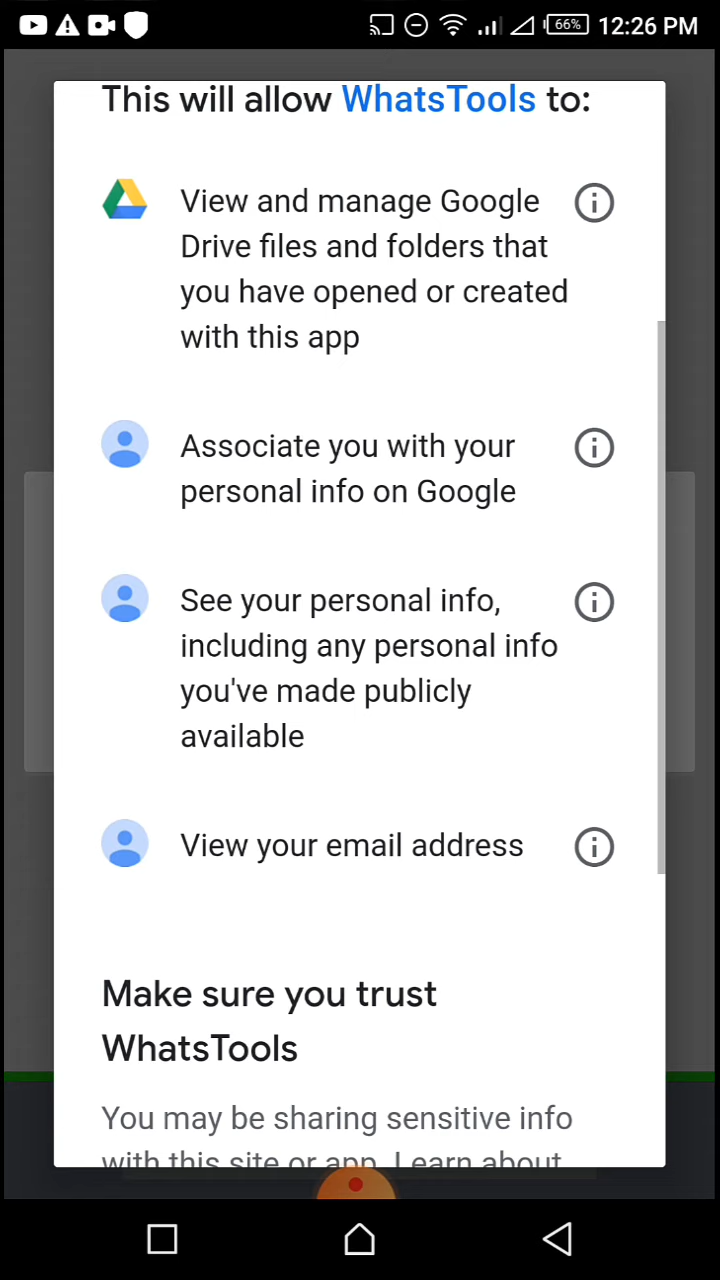 66% 12:26 PM
This will allow WhatsTools to:
View and manage Google
Drive files and folders that
you have opened or created
with this app
Associate you with your
personal info on Google
See your personal info,
including any personal info
you've made publicly
available
View your email address
Make sure you trust
WhatsTools
You may be sharing sensitive info
with this site or app. Learn about